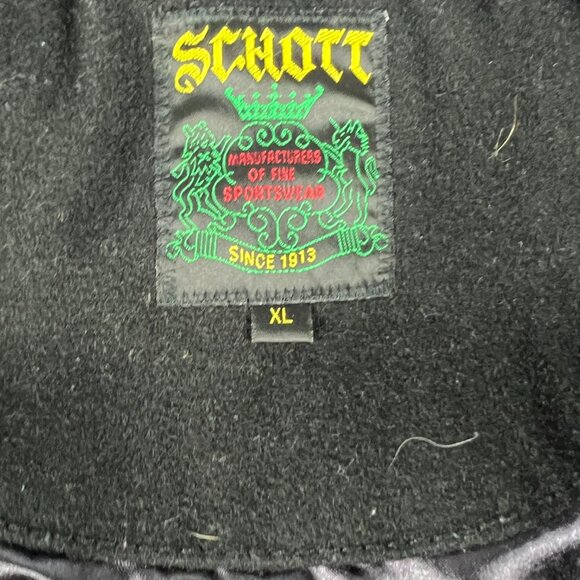 SCHOTT
MANUFACTURERS
OF FINE
SPORTSWEAR
SINCE 1913
XL